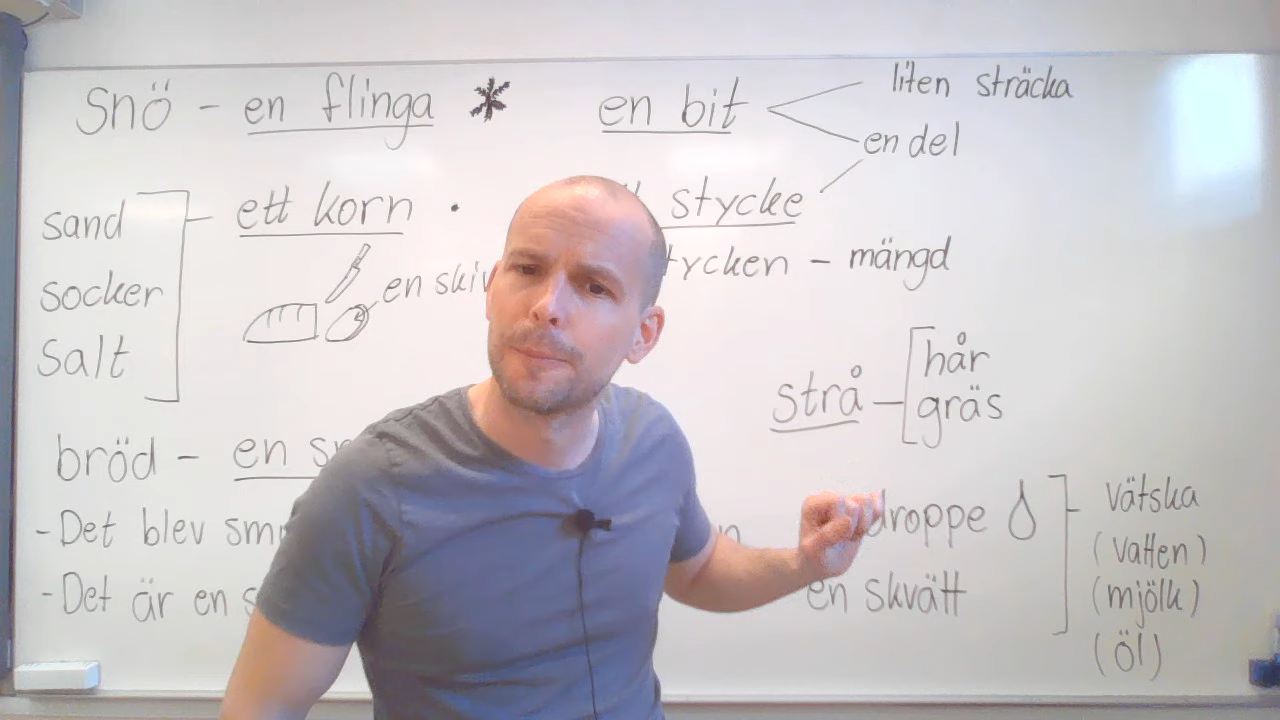 Snö - en flinga
en bit
liten sträcka
en del
sand
socker
salt
ett korn
stycke
tycken - mängd
en skiv
strå
hår
gräs
bröd - en sm
- Det blev smu
- Det är en s
droppe
en skvätt
vätska
(vatten)
(mjölk)
(öl)